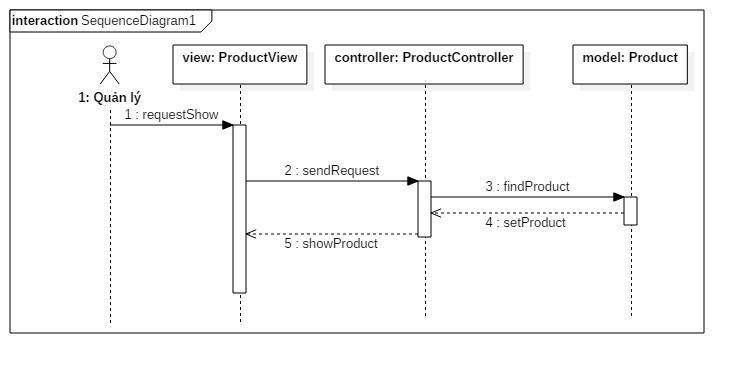 interaction SequenceDiagram1
view: ProductView
controller: ProductController
model: Product
1: Quản lý
1 : requestShow
2 : sendRequest
3 : findProduct
4 : setProduct
5 : showProduct